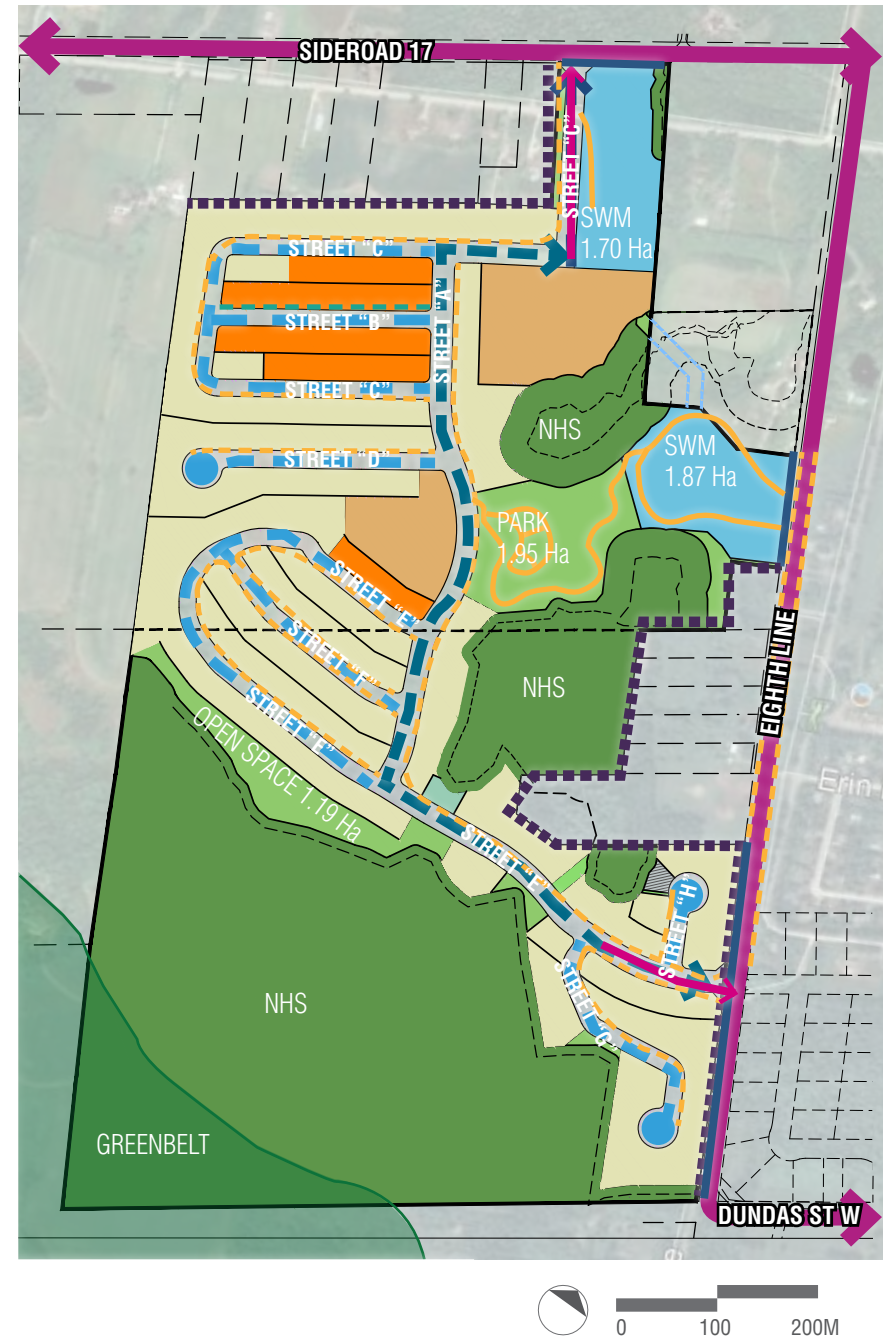 SIDEROAD 17
STREET “C”
SWM
1.70 Ha
STREET “C”
STREET “A”
STREET “B”
STREET “C”
NHS
SWM
1.87 Ha
STREET “D”
PARK
1.95 Ha
STREET “E”
EIGHTH LINE
STREET “F”
NHS
STREET “E”
OPEN SPACE 1.19 Ha
Erin
STREET “E”
STREET “H”
NHS
STREET “G”
GREENBELT
DUNDAS ST W
0 100 200M